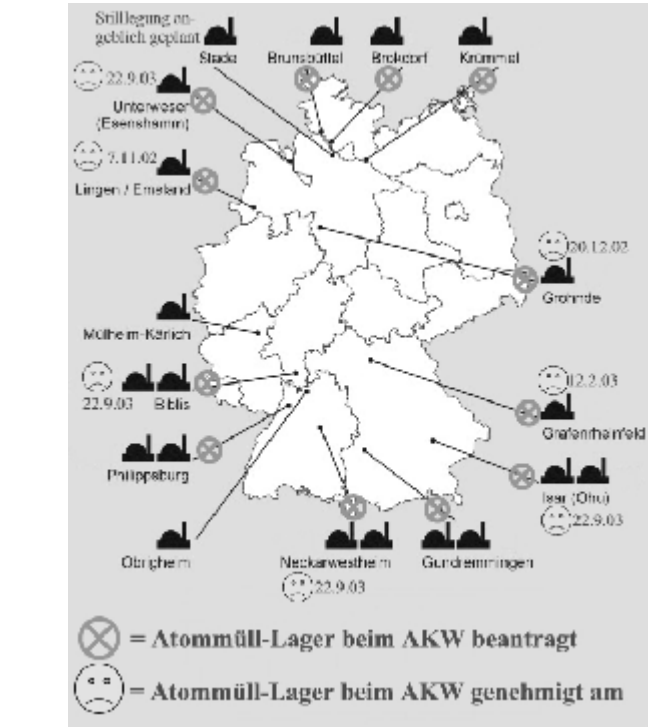 Stilllegung an-
geblich geplant
Stade
Brunsbüttel
Brokdorf
Krümmel
22.9.03
Unterweser
(Esenshamm)
7.11.02
Lingen / Emsland
20.12.02
Grohnde
Mülheim-Kärlich
22.9.03
Biblis
12.2.03
Grafenrheinfeld
Philippsburg
Isar (Ohu)
22.9.03
Obrigheim
Neckarwestheim
Gundremmingen
22.9.03
= Atommüll-Lager beim AKW beantragt
= Atommüll-Lager beim AKW genehmigt am